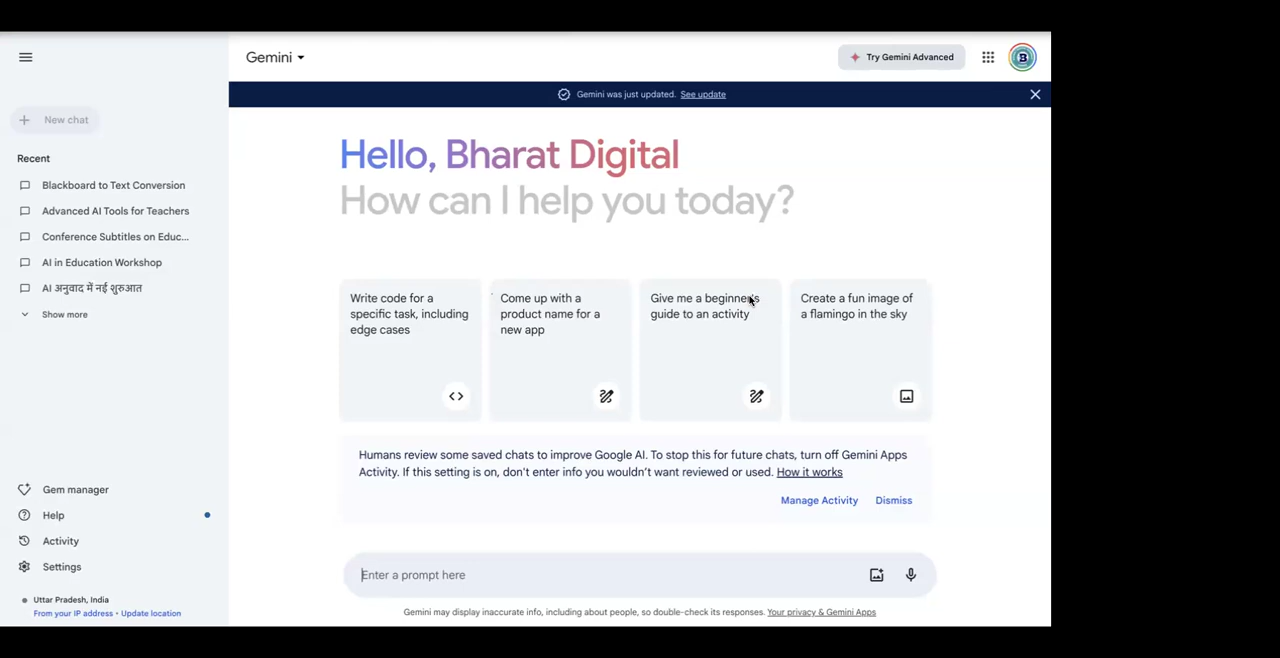 Gemini
Try Gemini Advanced
B
Gemini was just updated. See update
New chat
Recent
Blackboard to Text Conversion
Advanced AI Tools for Teachers
Conference Subtitles on Educ...
AI in Education Workshop
AI अनुवाद में नई शुरुआत
Show more
Gem manager
Help
Activity
Settings
Uttar Pradesh, India
From your IP address • Update location
Hello, Bharat Digital
How can I help you today?
Write code for a
specific task, including
edge cases
Come up with a
product name for a
new app
Give me a beginner's
guide to an activity
Create a fun image of
a flamingo in the sky
Humans review some saved chats to improve Google AI. To stop this for future chats, turn off Gemini Apps
Activity. If this setting is on, don't enter info you wouldn't want reviewed or used. How it works
Manage Activity Dismiss
Enter a prompt here
Gemini may display inaccurate info, including about people, so double-check its responses. Your privacy & Gemini Apps